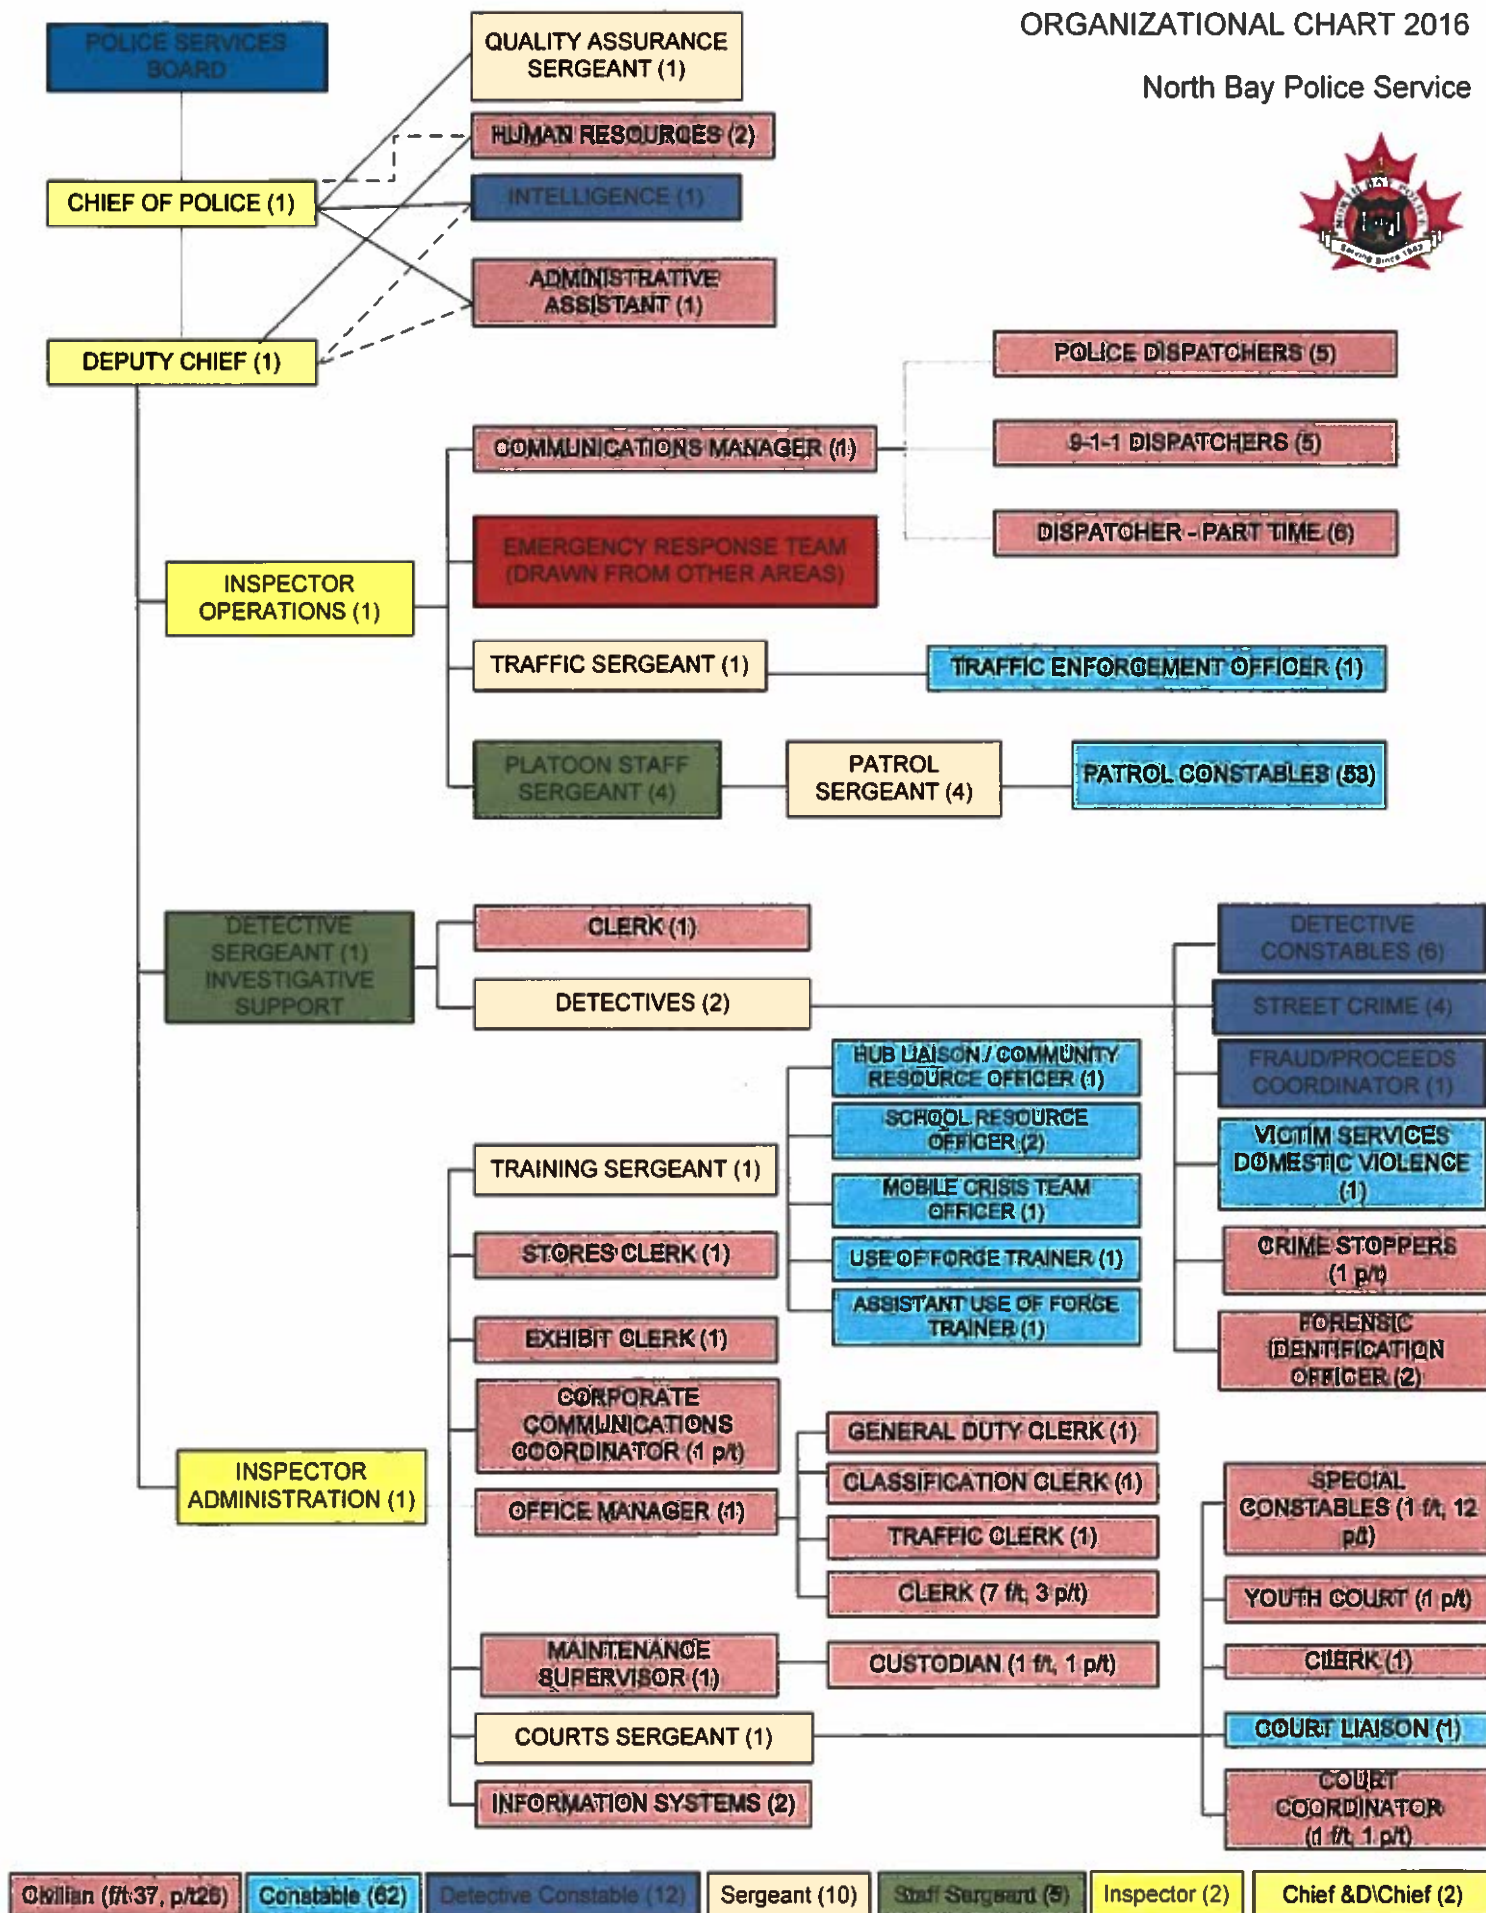 ORGANIZATIONAL CHART 2016
North Bay Police Service
NORTH BAY POLICE
Serving Since 1882
POLICE SERVICES
BOARD
QUALITY ASSURANCE
SERGEANT (1)
HUMAN RESOURCES (2)
CHIEF OF POLICE (1)
INTELLIGENCE (1)
ADMINISTRATIVE
ASSISTANT (1)
DEPUTY CHIEF (1)
POLICE DISPATCHERS (5)
COMMUNICATIONS MANAGER (1)
9-1-1 DISPATCHERS (5)
DISPATCHER - PART TIME (6)
EMERGENCY RESPONSE TEAM
(DRAWN FROM OTHER AREAS)
INSPECTOR
OPERATIONS (1)
TRAFFIC SERGEANT (1)
TRAFFIC ENFORCEMENT OFFICER (1)
PLATOON STAFF
SERGEANT (4)
PATROL
SERGEANT (4)
PATROL CONSTABLES (53)
DETECTIVE
SERGEANT (1)
INVESTIGATIVE
SUPPORT
CLERK (1)
DETECTIVES (2)
DETECTIVE
CONSTABLES (6)
STREET CRIME (4)
FRAUD/PROCEEDS
COORDINATOR (1)
VICTIM SERVICES
DOMESTIC VIOLENCE
(1)
CRIME STOPPERS
(1 p/t)
FORENSIC
IDENTIFICATION
OFFICER (2)
HUB LIAISON / COMMUNITY
RESOURCE OFFICER (1)
SCHOOL RESOURCE
OFFICER (2)
MOBILE CRISIS TEAM
OFFICER (1)
USE OF FORCE TRAINER (1)
ASSISTANT USE OF FORCE
TRAINER (1)
TRAINING SERGEANT (1)
STORES CLERK (1)
EXHIBIT CLERK (1)
CORPORATE
COMMUNICATIONS
COORDINATOR (1 p/t)
INSPECTOR
ADMINISTRATION (1)
OFFICE MANAGER (1)
GENERAL DUTY CLERK (1)
CLASSIFICATION CLERK (1)
TRAFFIC CLERK (1)
CLERK (7 f/t, 3 p/t)
MAINTENANCE
SUPERVISOR (1)
CUSTODIAN (1 f/t, 1 p/t)
COURTS SERGEANT (1)
INFORMATION SYSTEMS (2)
SPECIAL
CONSTABLES (1 f/t, 12
p/t)
YOUTH COURT (1 p/t)
CLERK (1)
COURT LIAISON (1)
COURT
COORDINATOR
(1 f/t, 1 p/t)
Civilian (f/t 37, p/t26)
Constable (62)
Detective Constable (12)
Sergeant (10)
Staff Sergeant (5)
Inspector (2)
Chief &D\Chief (2)